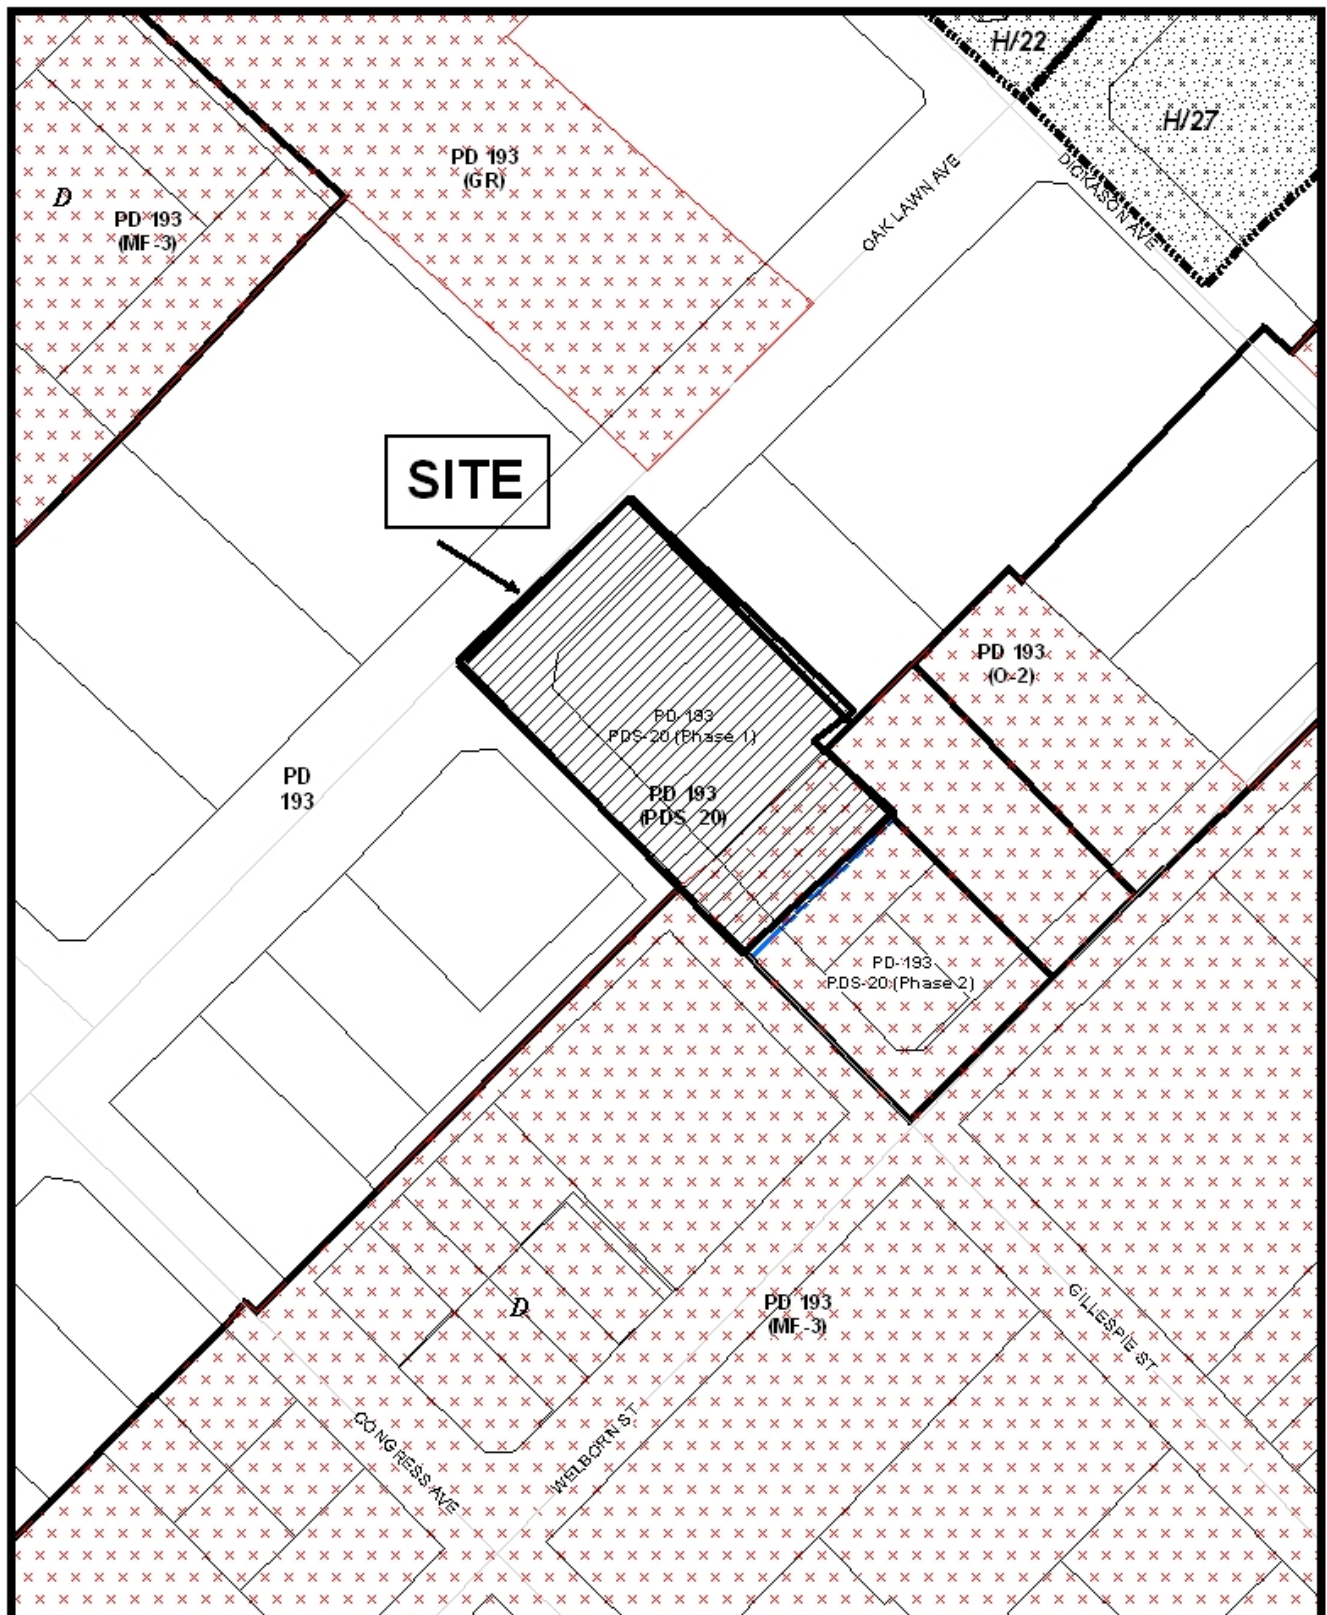 H/22
H/27
PD 193
(GR)
OAK LAWN AVE
DICKASON AVE
D
PD 193
(MF-3)
SITE
PD 193
(O-2)
PD-193
PDS-20 (Phase 1)
PD
193
PD 193
(PDS 20)
PD-193
PDS-20 (Phase 2)
D
PD 193
(MF-3)
GILLESPIE ST
CONGRESS AVE
WELBORN ST